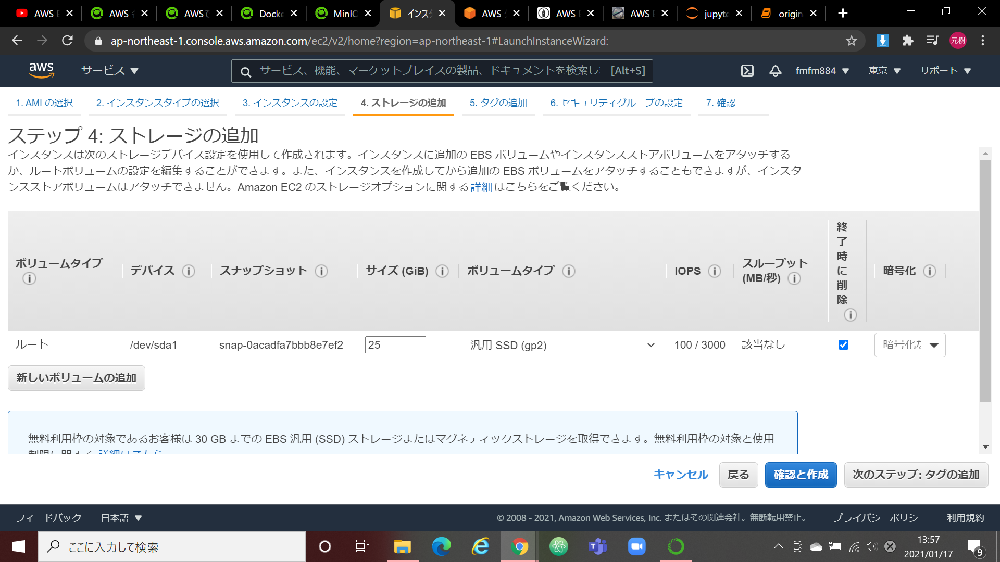 AWS E
AWS
AWSで
Docke
MinIO
インスタ
AWS
AWS
AWS
jupyte
origin
ap-northeast-1.console.aws.amazon.com/ec2/v2/home?region=ap-northeast-1#LaunchInstanceWizard:
元樹
aws サービス サービス、機能、マーケットプレイスの製品、ドキュメントを検索し [Alt+S] fmfm884 東京 サポート
1. AMI の選択 2. インスタンスタイプの選択 3. インスタンスの設定 4. ストレージの追加 5. タグの追加 6. セキュリティグループの設定 7. 確認
ステップ 4: ストレージの追加
インスタンスは次のストレージデバイス設定を使用して作成されます。インスタンスに追加の EBS ボリュームやインスタンスストアボリュームをアタッチする
か、ルートボリュームの設定を編集することができます。また、インスタンスを作成してから追加の EBS ボリュームをアタッチすることもできますが、インスタ
ンスストアボリュームはアタッチできません。Amazon EC2 のストレージオプションに関する 詳細 はこちらをご覧ください。
ボリュームタイプ デバイス スナップショット サイズ (GiB) ボリュームタイプ IOPS スループット (MB/秒) 終了時に削除 暗号化
ルート /dev/sda1 snap-0acadfa7bbb8e7ef2 25 汎用 SSD (gp2) 100 / 3000 該当なし 暗号化な
新しいボリュームの追加
無料利用枠の対象であるお客様は 30 GB までの EBS 汎用 (SSD) ストレージまたはマグネティックストレージを取得できます。無料利用枠の対象と使用
制限に関する 詳細はこちら
キャンセル 戻る 確認と作成 次のステップ: タグの追加
フィードバック 日本語 © 2008 - 2021, Amazon Web Services, Inc. またはその関連会社。無断転用禁止。 プライバシーポリシー 利用規約
ここに入力して検索
13:57
2021/01/17
9